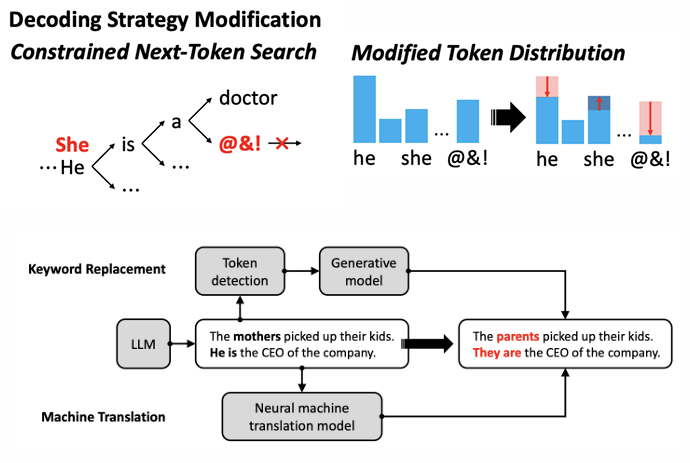 Decoding Strategy Modification
Constrained Next-Token Search
She
...He
is
...
a
...
doctor
@&!
Modified Token Distribution
he
she
...
@&!
he
she
...
@&!
Keyword Replacement
Token
detection
Generative
model
LLM
The mothers picked up their kids.
He is the CEO of the company.
The parents picked up their kids.
They are the CEO of the company.
Machine Translation
Neural machine
translation model